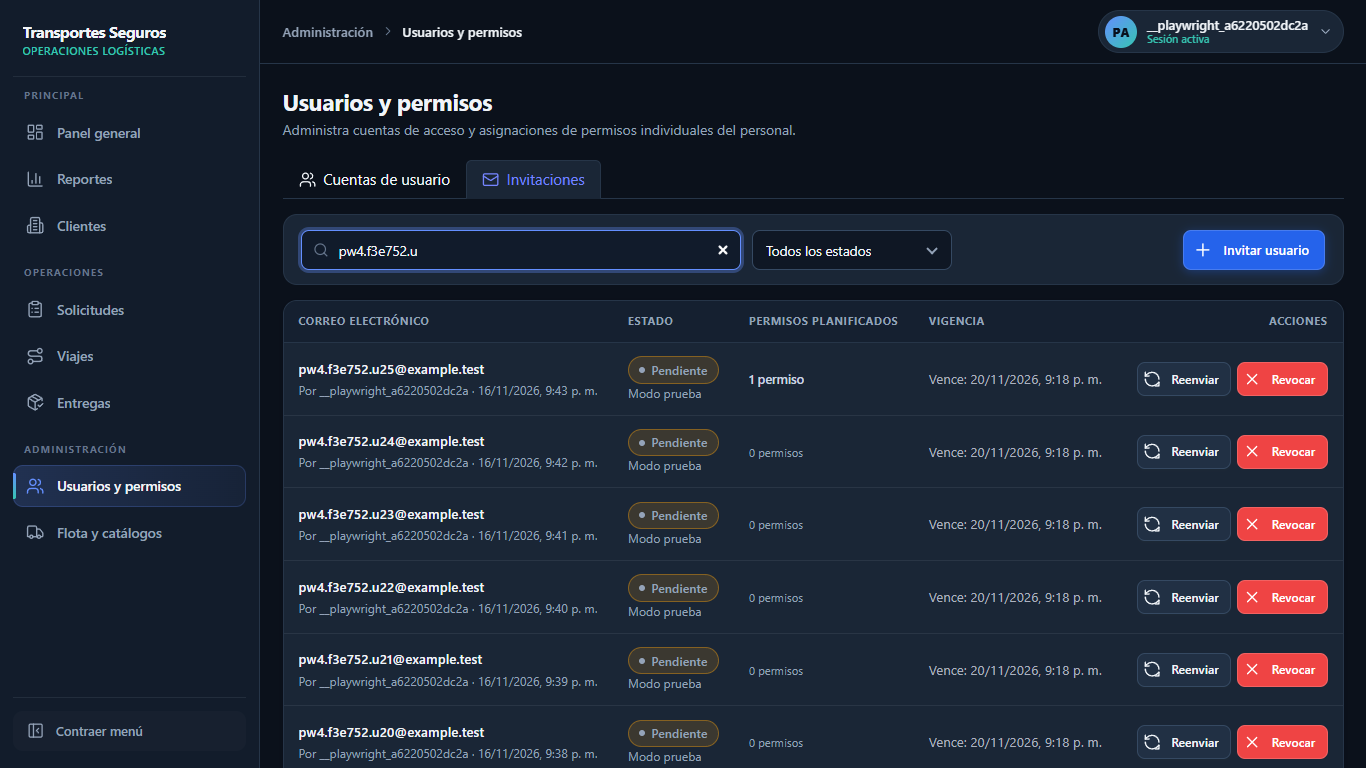 Transportes Seguros
OPERACIONES LOGÍSTICAS
PRINCIPAL
Panel general
Reportes
Clientes
OPERACIONES
Solicitudes
Viajes
Entregas
ADMINISTRACIÓN
Usuarios y permisos
Flota y catálogos
Contraer menú
Administración > Usuarios y permisos
PA
__playwright_a6220502dc2a
Sesión activa
Usuarios y permisos
Administra cuentas de acceso y asignaciones de permisos individuales del personal.
Cuentas de usuario
Invitaciones
pw4.f3e752.u
Todos los estados
Invitar usuario
CORREO ELECTRÓNICO ESTADO PERMISOS PLANIFICADOS VIGENCIA ACCIONES
pw4.f3e752.u25@example.test
Por __playwright_a6220502dc2a · 16/11/2026, 9:43 p. m.
Pendiente
Modo prueba
1 permiso
Vence: 20/11/2026, 9:18 p. m.
Reenviar
Revocar
pw4.f3e752.u24@example.test
Por __playwright_a6220502dc2a · 16/11/2026, 9:42 p. m.
Pendiente
Modo prueba
0 permisos
Vence: 20/11/2026, 9:18 p. m.
Reenviar
Revocar
pw4.f3e752.u23@example.test
Por __playwright_a6220502dc2a · 16/11/2026, 9:41 p. m.
Pendiente
Modo prueba
0 permisos
Vence: 20/11/2026, 9:18 p. m.
Reenviar
Revocar
pw4.f3e752.u22@example.test
Por __playwright_a6220502dc2a · 16/11/2026, 9:40 p. m.
Pendiente
Modo prueba
0 permisos
Vence: 20/11/2026, 9:18 p. m.
Reenviar
Revocar
pw4.f3e752.u21@example.test
Por __playwright_a6220502dc2a · 16/11/2026, 9:39 p. m.
Pendiente
Modo prueba
0 permisos
Vence: 20/11/2026, 9:18 p. m.
Reenviar
Revocar
pw4.f3e752.u20@example.test
Por __playwright_a6220502dc2a · 16/11/2026, 9:38 p. m.
Pendiente
Modo prueba
0 permisos
Vence: 20/11/2026, 9:18 p. m.
Reenviar
Revocar